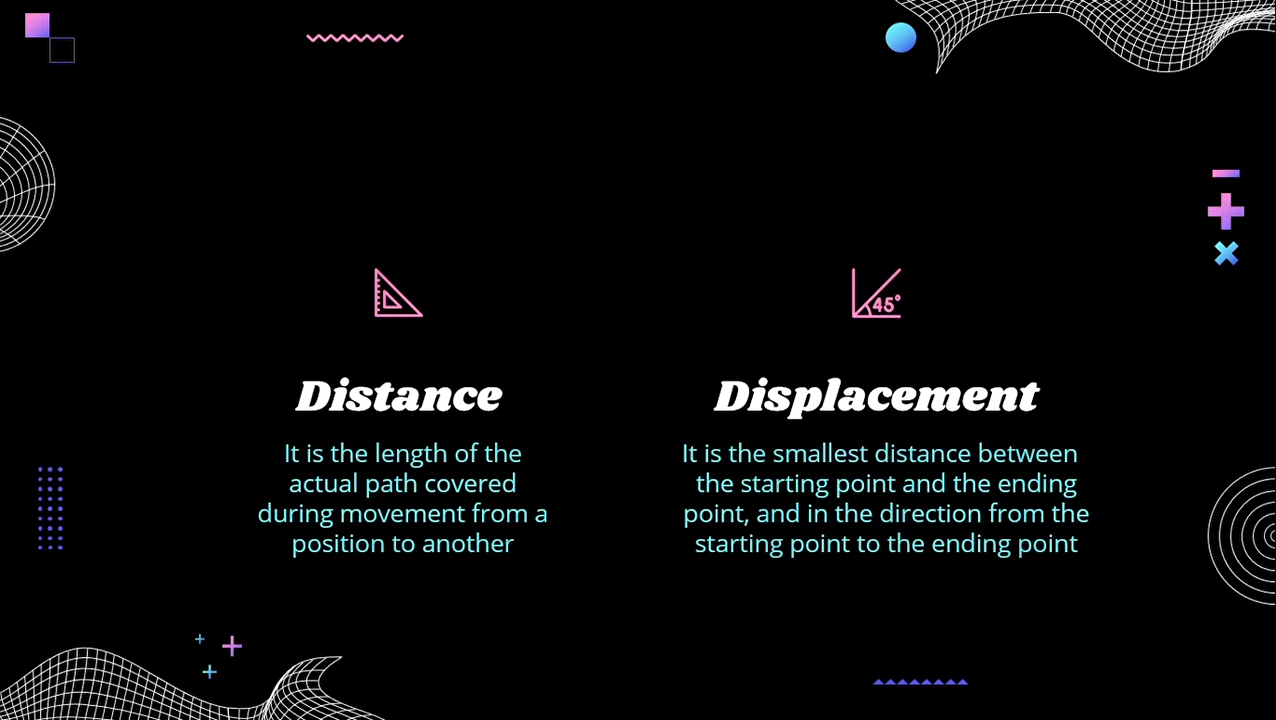 45°
Distance
It is the length of the
actual path covered
during movement from a
position to another
Displacement
It is the smallest distance between
the starting point and the ending
point, and in the direction from the
starting point to the ending point